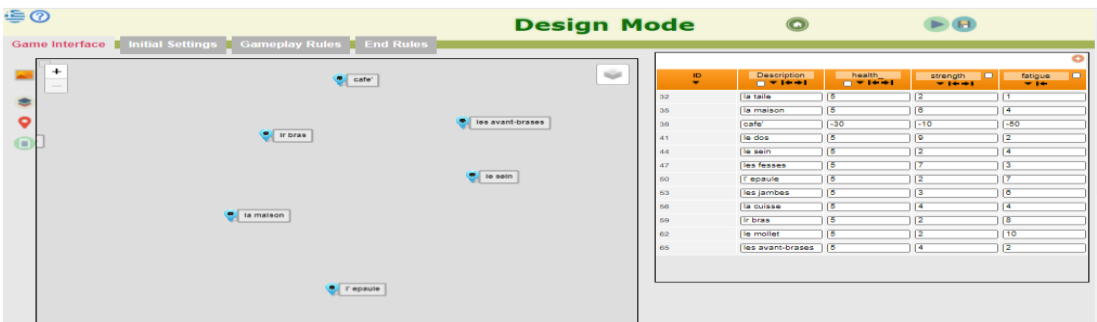 Design Mode
Game Interface Initial Settings Gameplay Rules End Rules
+
cafe'
les avant-brases
lr bras
le sein
la maison
l' epaule
ID Description health_ strength fatigue
32 la taile 5 2 1
35 la maison 5 6 4
38 cafe' -30 -10 -50
41 le dos 5 9 2
44 le sein 5 2 4
47 les fesses 5 7 3
50 l' epaule 5 2 7
53 les jambes 5 3 6
56 la cuisse 5 4 4
59 lr bras 5 2 8
62 le mollet 5 2 10
65 les avant-brases 5 4 2